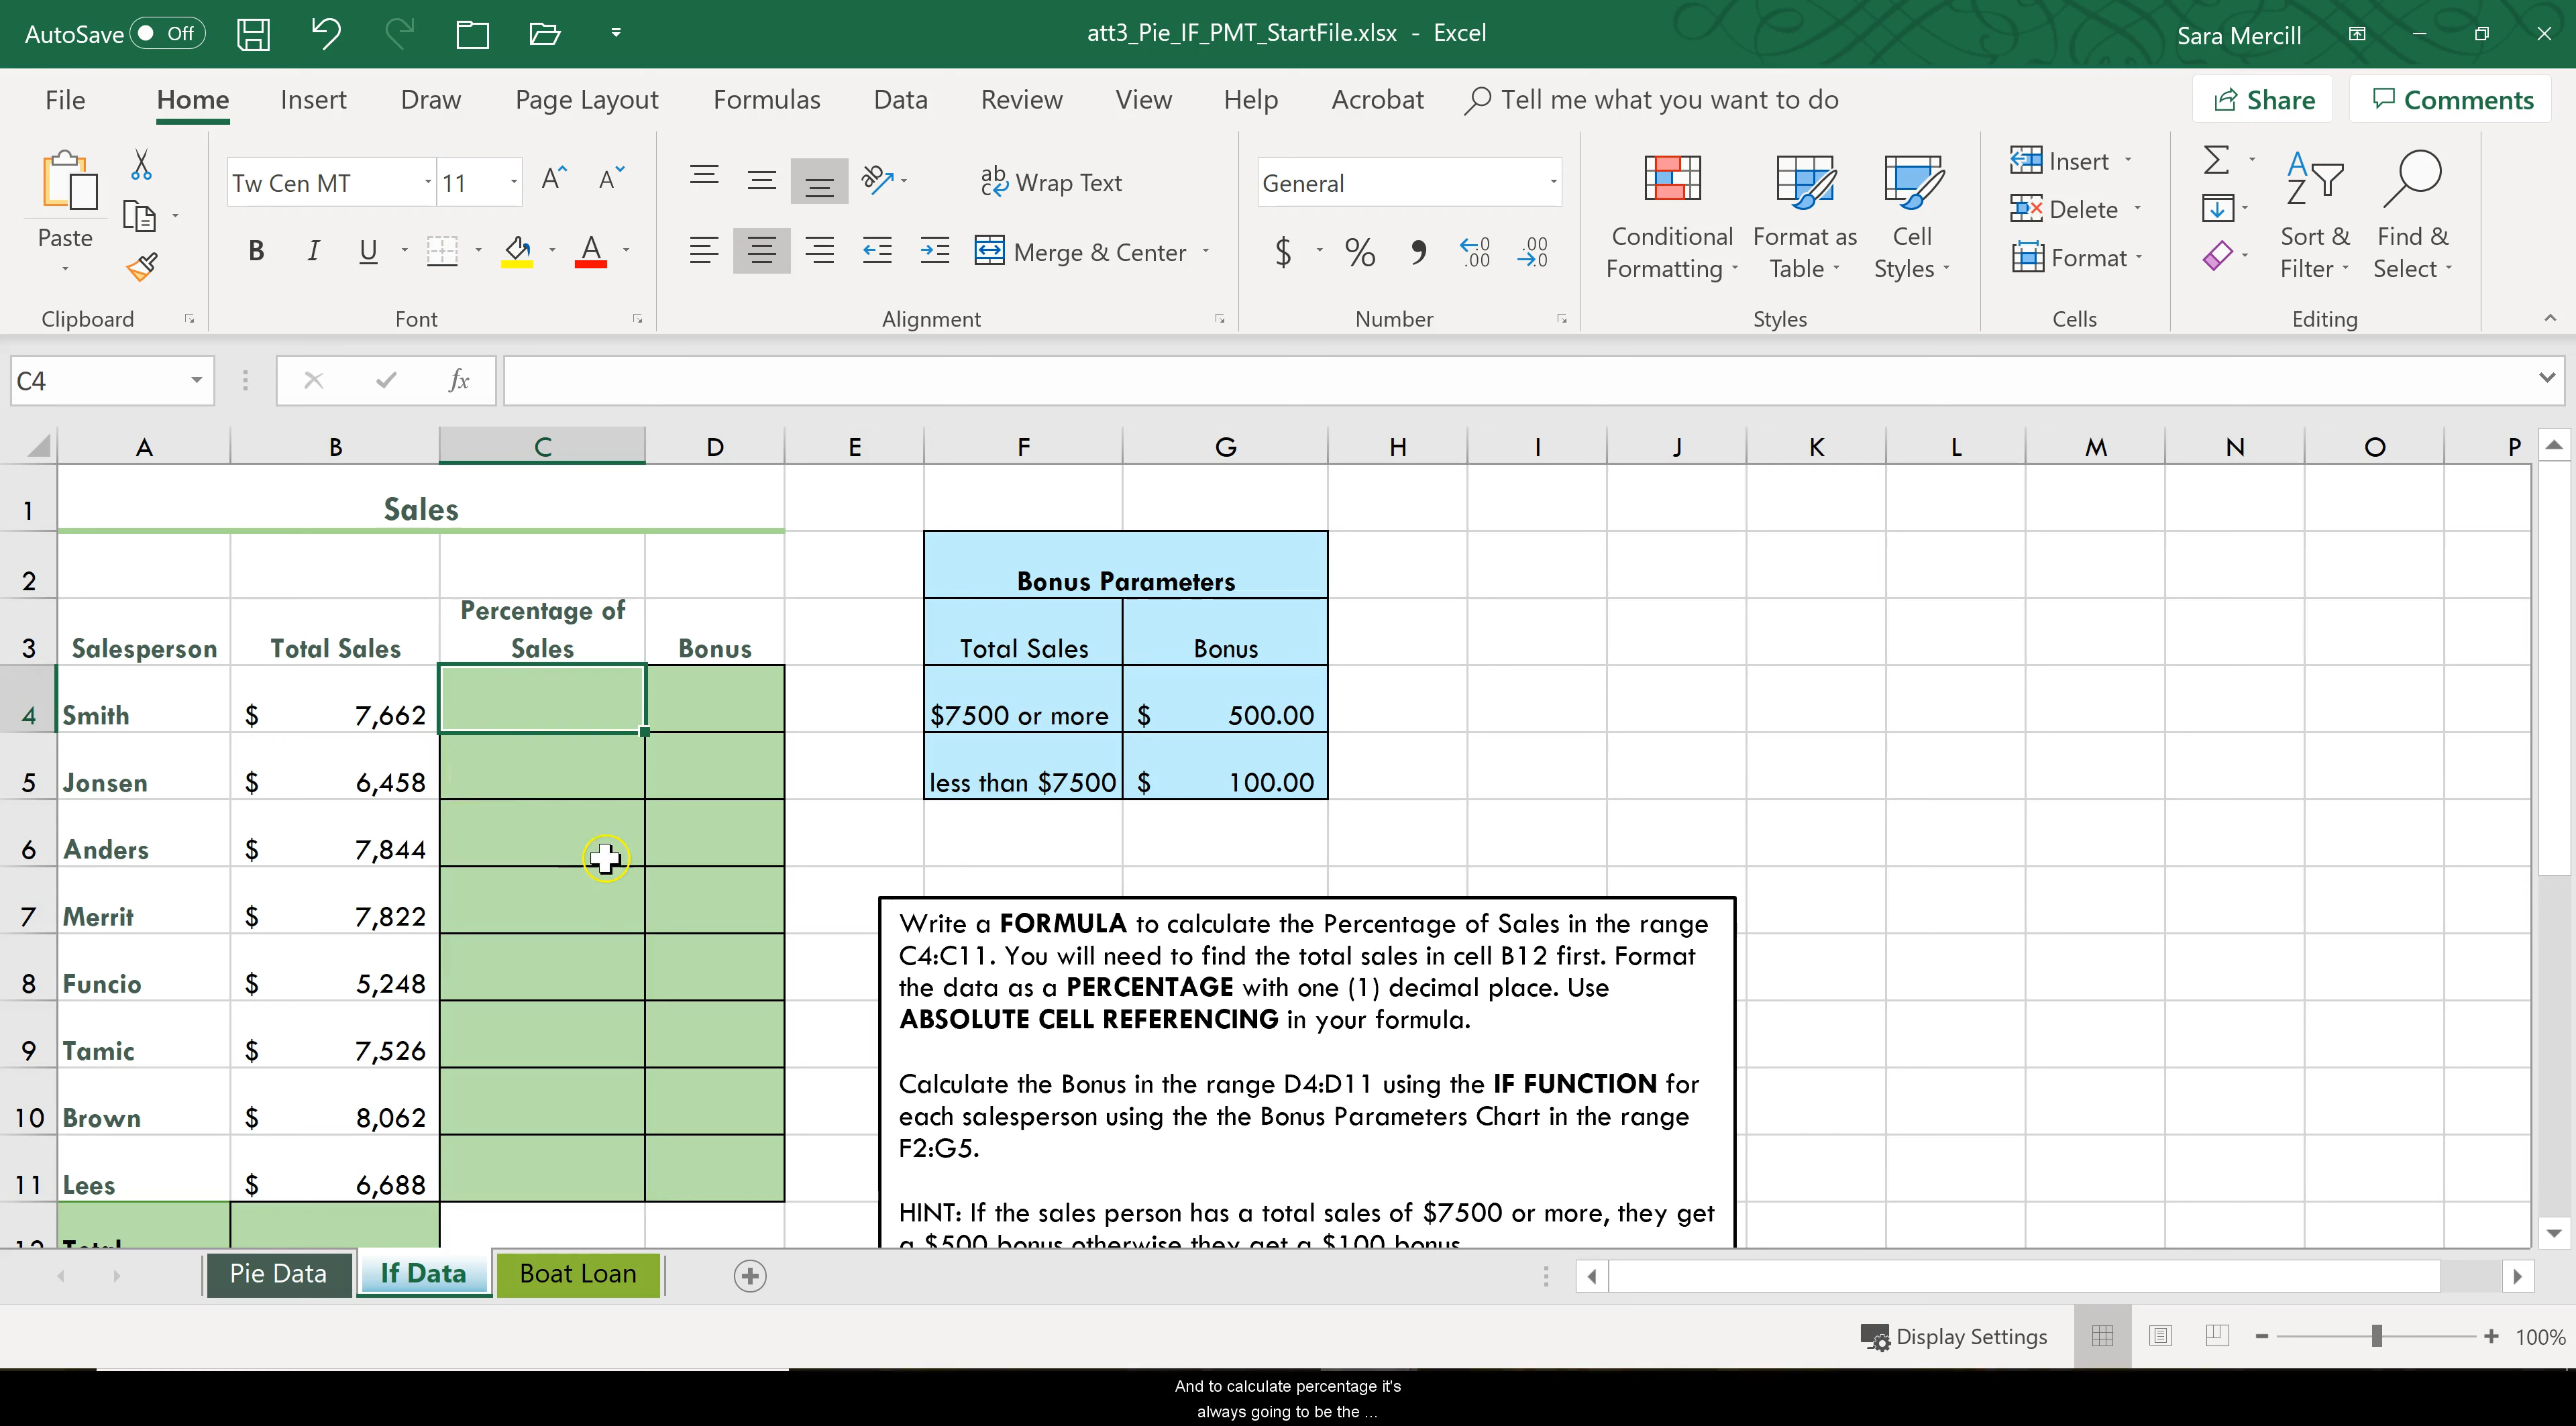 AutoSave Off att3_Pie_IF_PMT_StartFile.xlsx - Excel Sara Mercill
File Home Insert Draw Page Layout Formulas Data Review View Help Acrobat Tell me what you want to do Share Comments
Paste
Clipboard
Tw Cen MT 11
B I U A
Font
ab Wrap Text
Merge & Center
Alignment
General
$ % , .00 .0
Number
Conditional Formatting
Format as Table
Cell Styles
Styles
Insert
Delete
Format
Cells
Sort & Filter
Find & Select
Editing
C4 fx
A B C D E F G H I J K L M N O P
1 Sales
2 Bonus Parameters
3 Salesperson Total Sales Percentage of Sales Bonus Total Sales Bonus
4 Smith $ 7,662 $7500 or more $ 500.00
5 Jonsen $ 6,458 less than $7500 $ 100.00
6 Anders $ 7,844
7 Merrit $ 7,822
8 Funcio $ 5,248
9 Tamic $ 7,526
10 Brown $ 8,062
11 Lees $ 6,688
12 Total
Write a FORMULA to calculate the Percentage of Sales in the range
C4:C11. You will need to find the total sales in cell B12 first. Format
the data as a PERCENTAGE with one (1) decimal place. Use
ABSOLUTE CELL REFERENCING in your formula.
Calculate the Bonus in the range D4:D11 using the IF FUNCTION for
each salesperson using the the Bonus Parameters Chart in the range
F2:G5.
HINT: If the sales person has a total sales of $7500 or more, they get
a $500 bonus otherwise they get a $100 bonus.
Pie Data If Data Boat Loan
Display Settings 100%
And to calculate percentage it's
always going to be the ...